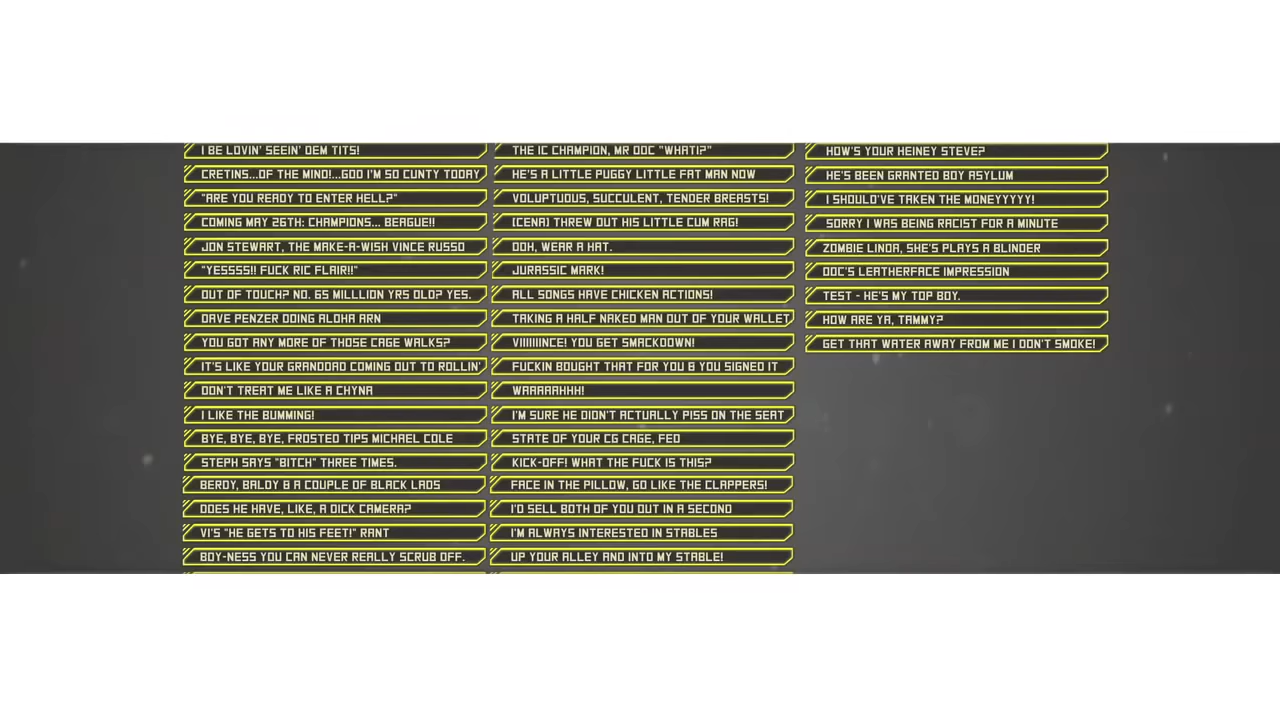 I BE LOVIN' SEEIN' DEM TITS!
CRETINS...OF THE MIND!...GOD I'M SO CUNTY TODAY
"ARE YOU READY TO ENTER HELL?"
COMING MAY 26TH: CHAMPIONS... BEAGUE!!
JON STEWART, THE MAKE-A-WISH VINCE RUSSO
"YESSSS!! FUCK RIC FLAIR!!"
OUT OF TOUCH? NO. 65 MILLLION YRS OLD? YES.
DAVE PENZER DOING ALOHA ARN
YOU GOT ANY MORE OF THOSE CAGE WALKS?
IT'S LIKE YOUR GRANDDAD COMING OUT TO ROLLIN'
DON'T TREAT ME LIKE A CHYNA
I LIKE THE BUMMING!
BYE, BYE, BYE, FROSTED TIPS MICHAEL COLE
STEPH SAYS "BITCH" THREE TIMES.
BERDY, BALDY & A COUPLE OF BLACK LADS
DOES HE HAVE, LIKE, A DICK CAMERA?
VI'S "HE GETS TO HIS FEET!" RANT
BOY-NESS YOU CAN NEVER REALLY SCRUB OFF.
THE IC CHAMPION, MR DOC "WHAT!?"
HE'S A LITTLE PUGGY LITTLE FAT MAN NOW
VOLUPTUOUS, SUCCULENT, TENDER BREASTS!
(CENA) THREW OUT HIS LITTLE CUM RAG!
OOH, WEAR A HAT.
JURASSIC MARK!
ALL SONGS HAVE CHICKEN ACTIONS!
TAKING A HALF NAKED MAN OUT OF YOUR WALLET
VIIIIIINCE! YOU GET SMACKDOWN!
FUCKIN BOUGHT THAT FOR YOU & YOU SIGNED IT
WAAAAAHHH!
I'M SURE HE DIDN'T ACTUALLY PISS ON THE SEAT
STATE OF YOUR CG CAGE, FED
KICK-OFF! WHAT THE FUCK IS THIS?
FACE IN THE PILLOW, GO LIKE THE CLAPPERS!
I'D SELL BOTH OF YOU OUT IN A SECOND
I'M ALWAYS INTERESTED IN STABLES
UP YOUR ALLEY AND INTO MY STABLE!
HOW'S YOUR HEINEY STEVE?
HE'S BEEN GRANTED BOY ASYLUM
I SHOULD'VE TAKEN THE MONEYYYYY!
SORRY I WAS BEING RACIST FOR A MINUTE
ZOMBIE LINDA, SHE'S PLAYS A BLINDER
DOC'S LEATHERFACE IMPRESSION
TEST - HE'S MY TOP BOY.
HOW ARE YA, TAMMY?
GET THAT WATER AWAY FROM ME I DON'T SMOKE!